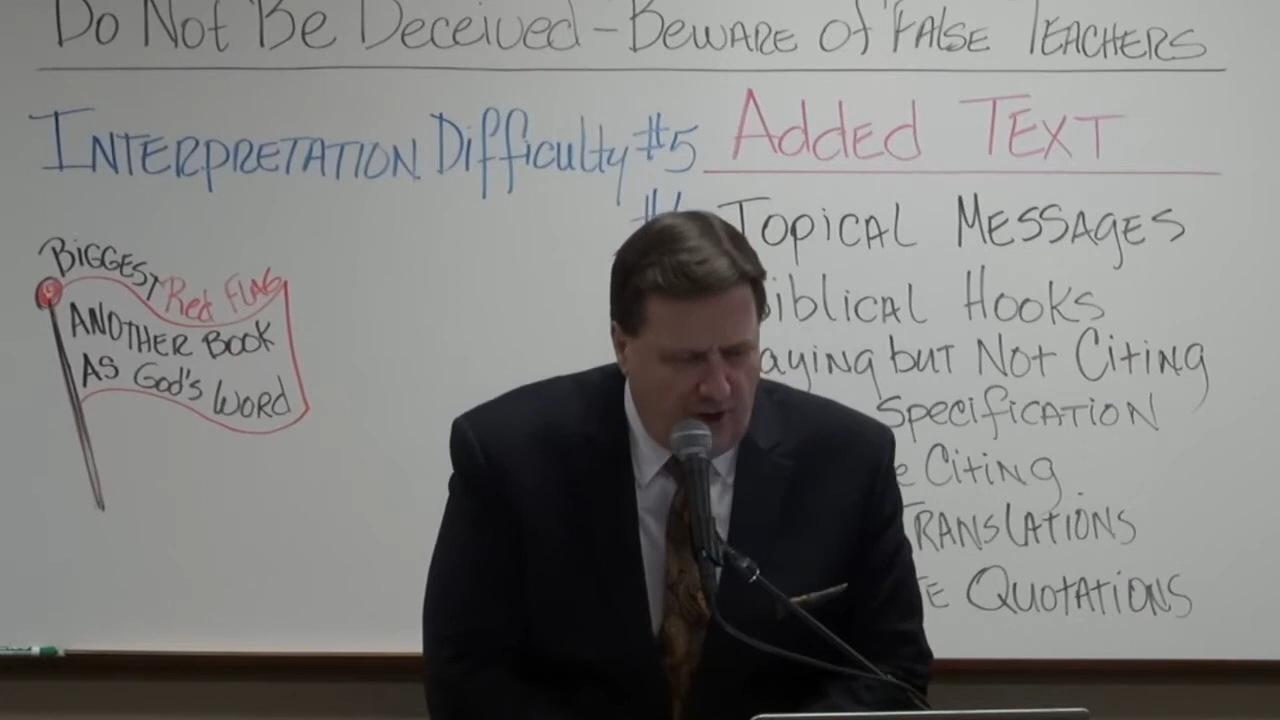 Do Not Be Deceived - Beware of False Teachers
Interpretation Difficulty #5 Added Text
Topical Messages
Biggest Red Flag
Another Book
As God's Word
Biblical Hooks
but Not Citing
Specification
Citing
Translations
Quotations